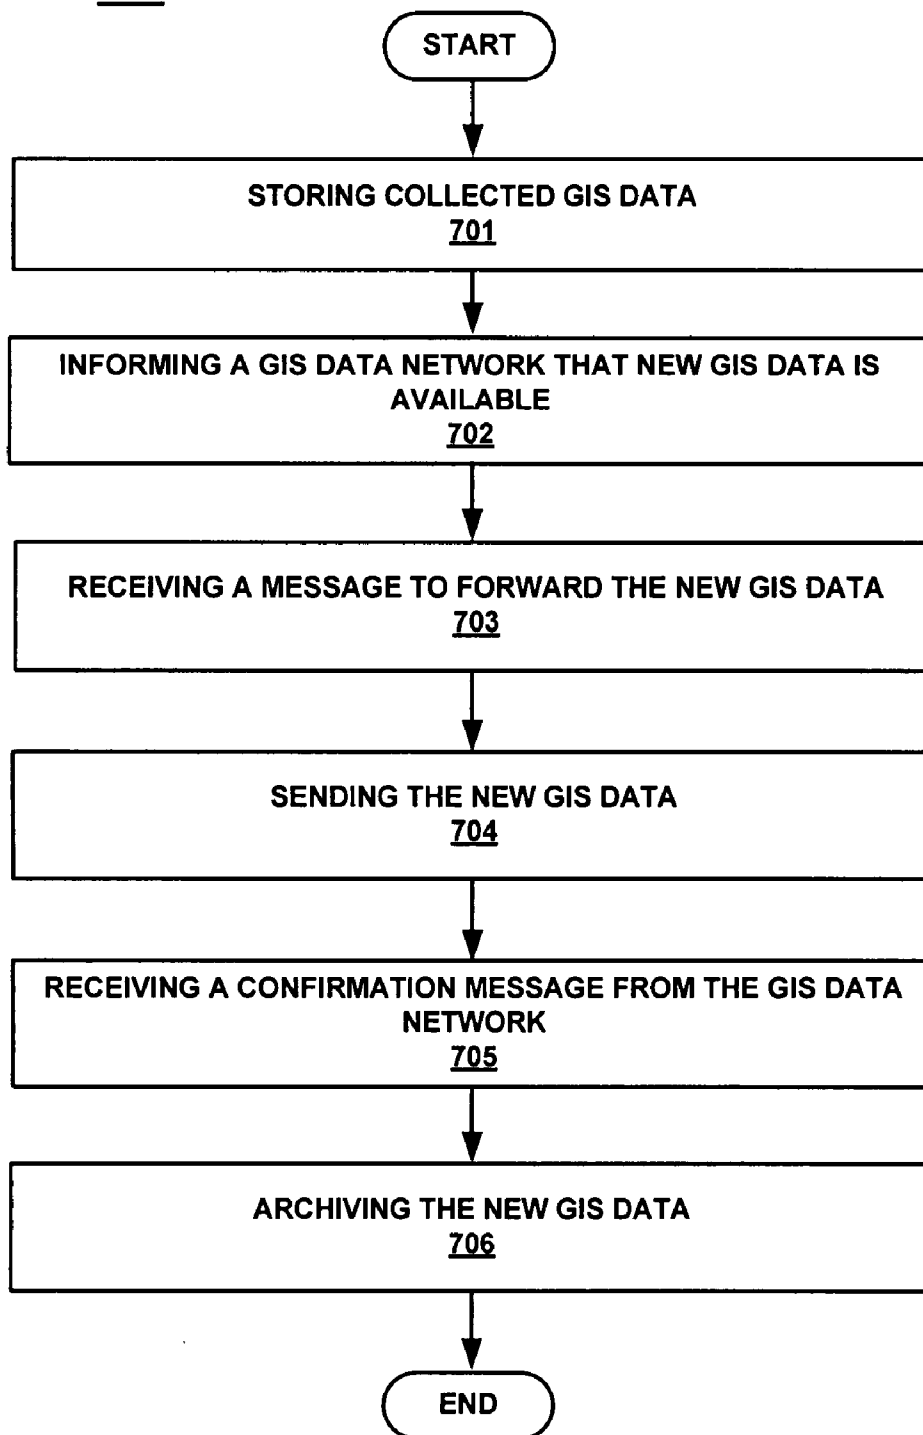 START
STORING COLLECTED GIS DATA
701
INFORMING A GIS DATA NETWORK THAT NEW GIS DATA IS
AVAILABLE
702
RECEIVING A MESSAGE TO FORWARD THE NEW GIS DATA
703
SENDING THE NEW GIS DATA
704
RECEIVING A CONFIRMATION MESSAGE FROM THE GIS DATA
NETWORK
705
ARCHIVING THE NEW GIS DATA
706
END